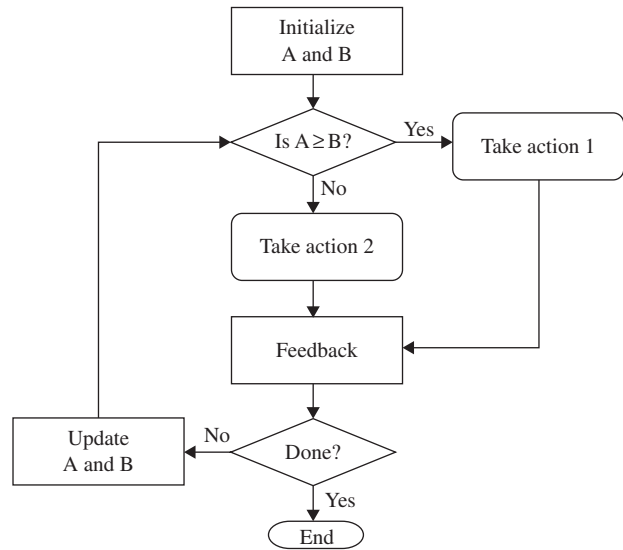 Initialize
A and B
Is A ≥ B?
Yes
Take action 1
No
Take action 2
Feedback
Update
A and B
No
Done?
Yes
End